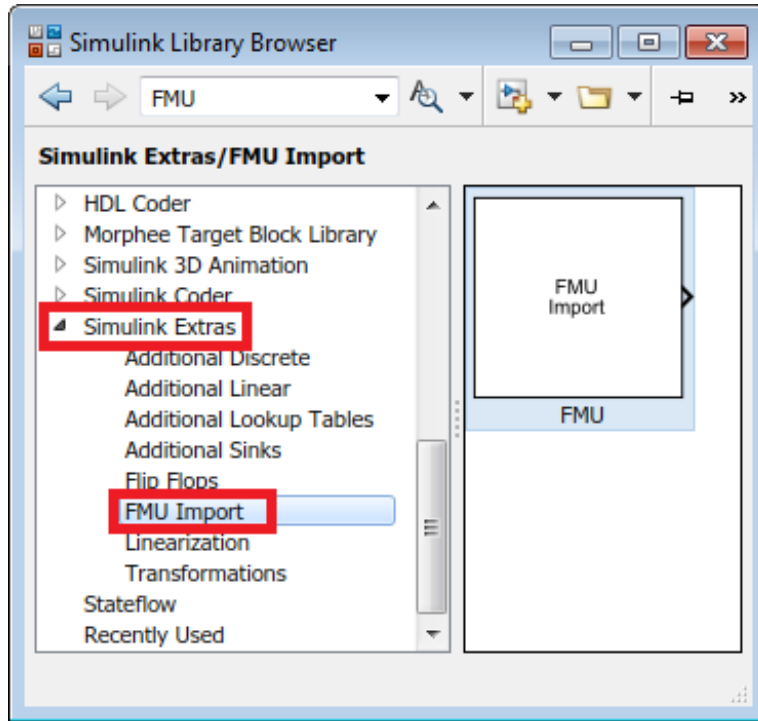 Simulink Library Browser
FMU
Simulink Extras/FMU Import
HDL Coder
Morphee Target Block Library
Simulink 3D Animation
Simulink Coder
Simulink Extras
Additional Discrete
Additional Linear
Additional Lookup Tables
Additional Sinks
Flip Flops
FMU Import
Linearization
Transformations
Stateflow
Recently Used
FMU
Import
FMU